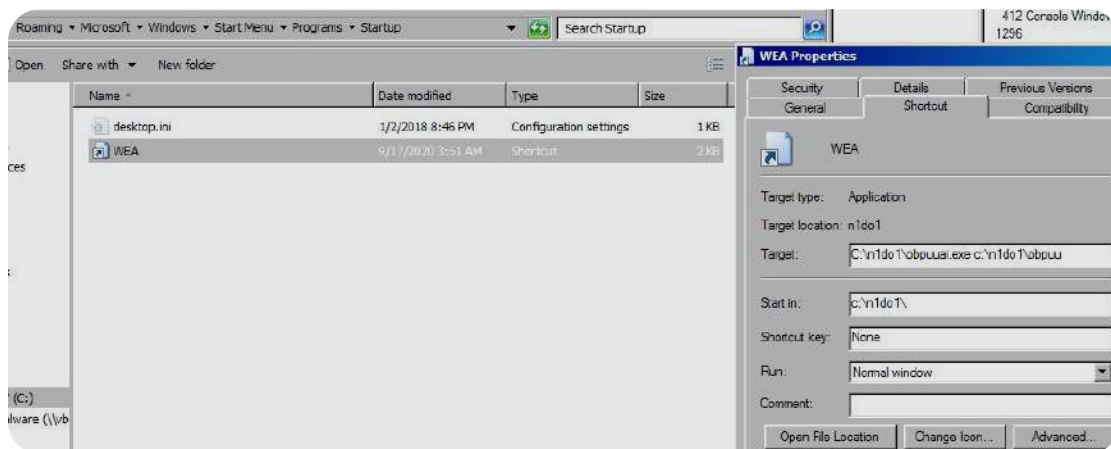 Roaming ▾ Microsoft ▾ Windows ▾ Start Menu ▾ Programs ▾ Startup
Search Startup
412 Console Window
1296
Open Share with ▾ New folder
Name Date modified Type Size
desktop.ini 1/2/2018 8:46 PM Configuration settings 1 KB
WEA 9/17/2020 3:51 AM Shortcut 2 KB
ces
(C:)
lware (\\vb
WEA Properties
Security Details Previous Versions
General Shortcut Compatibility
WEA
Target type: Application
Target location: n1do1
Target: C:\n1do1\obpuuai.exe c:\n1do1\obpuu
Start in: c:\n1do1\
Shortcut key: None
Run: Normal window
Comment:
Open File Location Change Icon... Advanced...